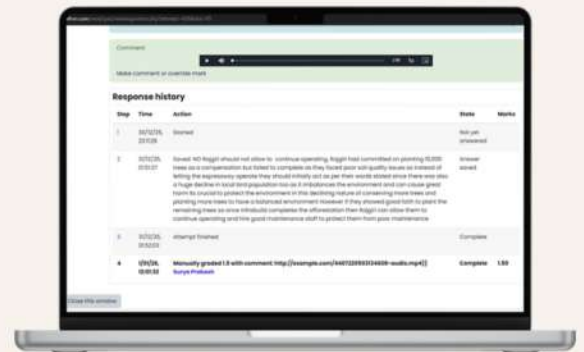 Comment
Make comment or override mark
Response history
Step Time Action State Marks
1 Started Not yet
answered
2 Saved: NO Rajgiri should not allow to continue operating, Rajgiri had committed on planting 10,000 Answer
trees as a compensation but failed to complete as they faced poor soil quality issues so instead of saved
letting the expressway operate they should initially act as per their words stated since there was also
a huge decline in local bird population too as it imbalances the environment and can cause great
harm its crucial to protect the environment in this declining nature of conserving more trees and
planting more trees to have a balanced environment However if they showed good faith to plant the
remaining trees so once infrabuild completes the afforestation then Rajgiri can allow them to
continue operating and hire good maintenance staff to protect them from poor maintenance
3 Attempt finished Complete
4 Manually graded 1.5 with comment: Complete 1.50
Surya Prakash
Close this window